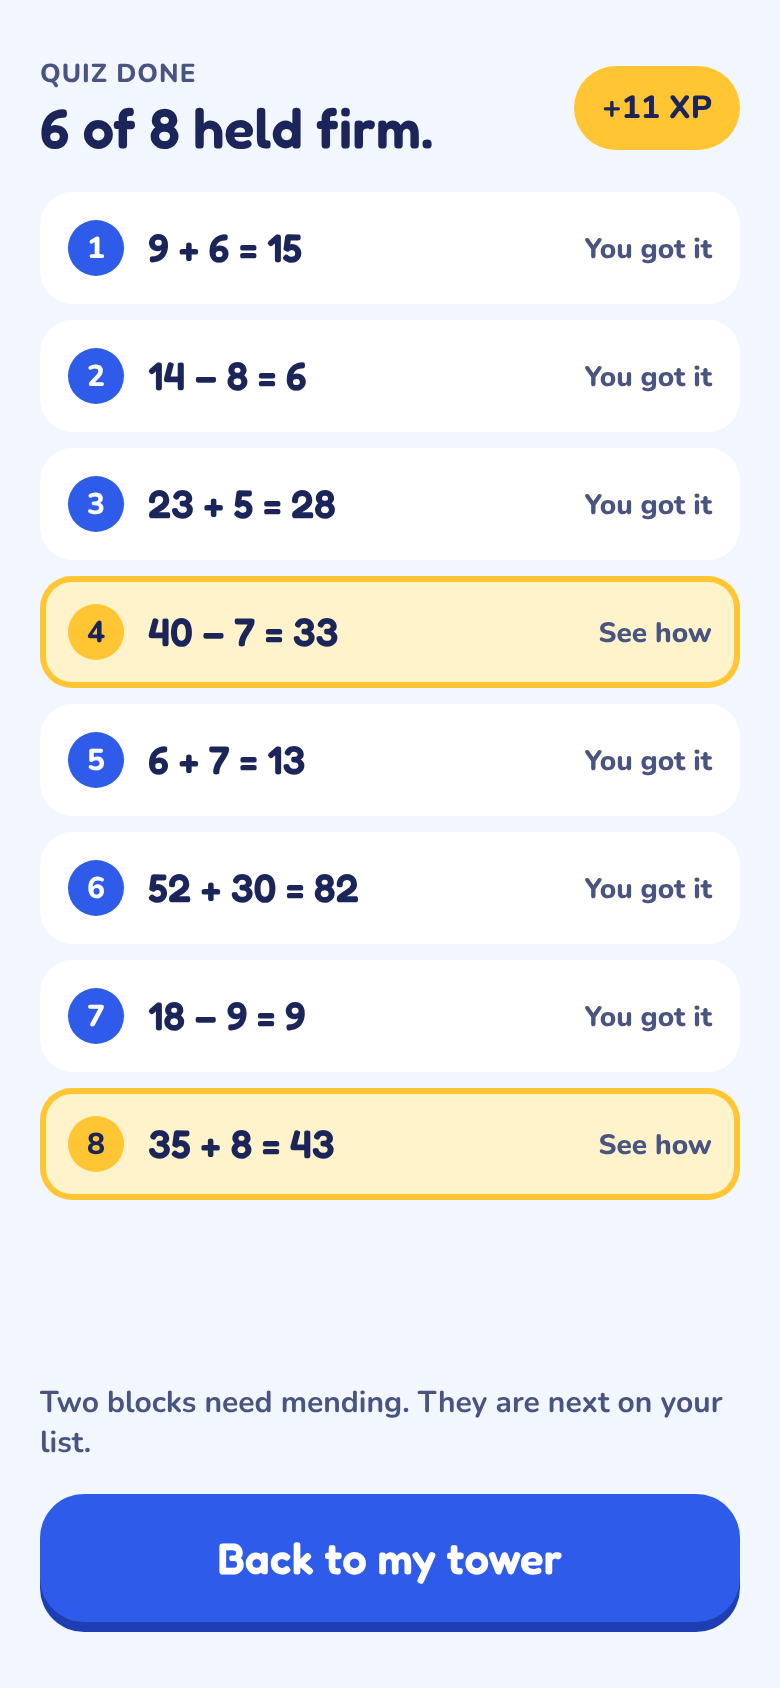 QUIZ DONE
6 of 8 held firm.
+11 XP
1 9 + 6 = 15 You got it
2 14 – 8 = 6 You got it
3 23 + 5 = 28 You got it
4 40 – 7 = 33 See how
5 6 + 7 = 13 You got it
6 52 + 30 = 82 You got it
7 18 – 9 = 9 You got it
8 35 + 8 = 43 See how
Two blocks need mending. They are next on your
list.
Back to my tower